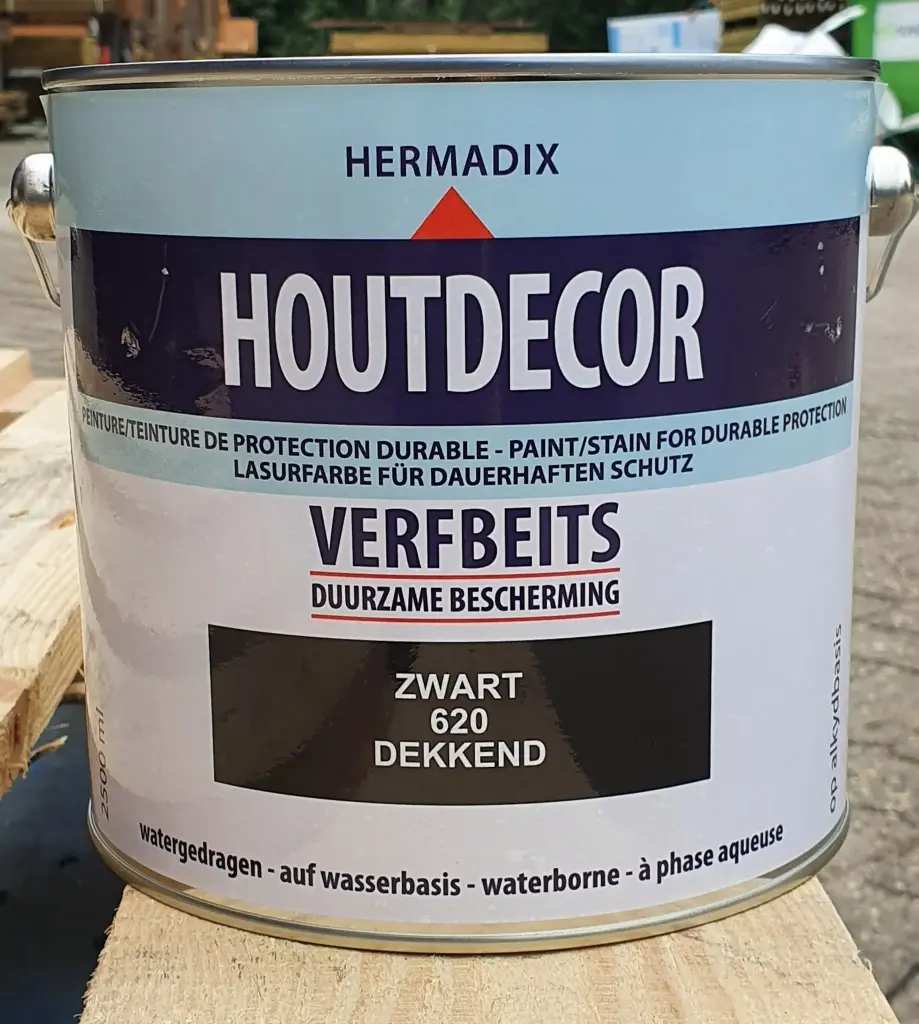 HERMADIX
HOUTDECOR
PEINTURE/TEINTURE DE PROTECTION DURABLE - PAINT/STAIN FOR DURABLE PROTECTION
LASURFARBE FÜR DAUERHAFTEN SCHUTZ
VERFBEITS
DUURZAME BESCHERMING
ZWART
620
DEKKEND
2500 ml
op alkydbasis
watergedragen - auf wasserbasis - waterborne - à phase aqueuse